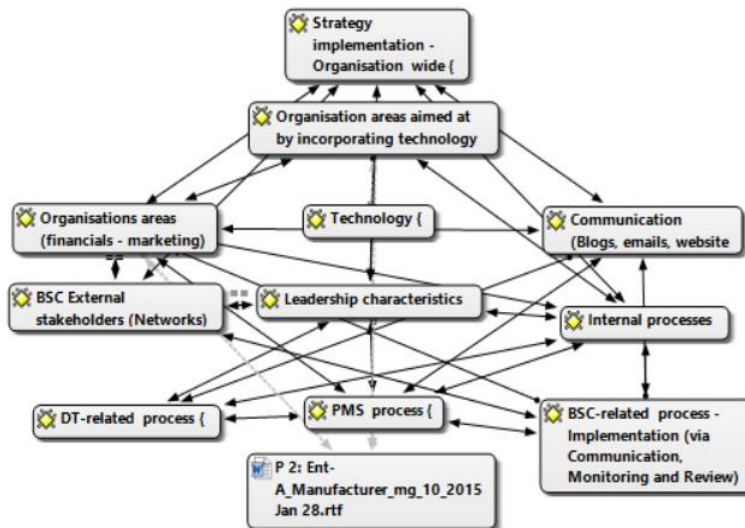 Strategy
implementation -
Organisation wide {
Organisation areas aimed at
by incorporating technology
Organisations areas
(financials - marketing)
Technology {
Communication
(Blogs, emails, website
BSC External
stakeholders (Networks)
Leadership characteristics
Internal processes
DT-related process {
PMS process {
BSC-related process -
Implementation (via
Communication,
Monitoring and Review)
P 2: Ent-
A_Manufacturer_mg_10_2015
Jan 28.rtf